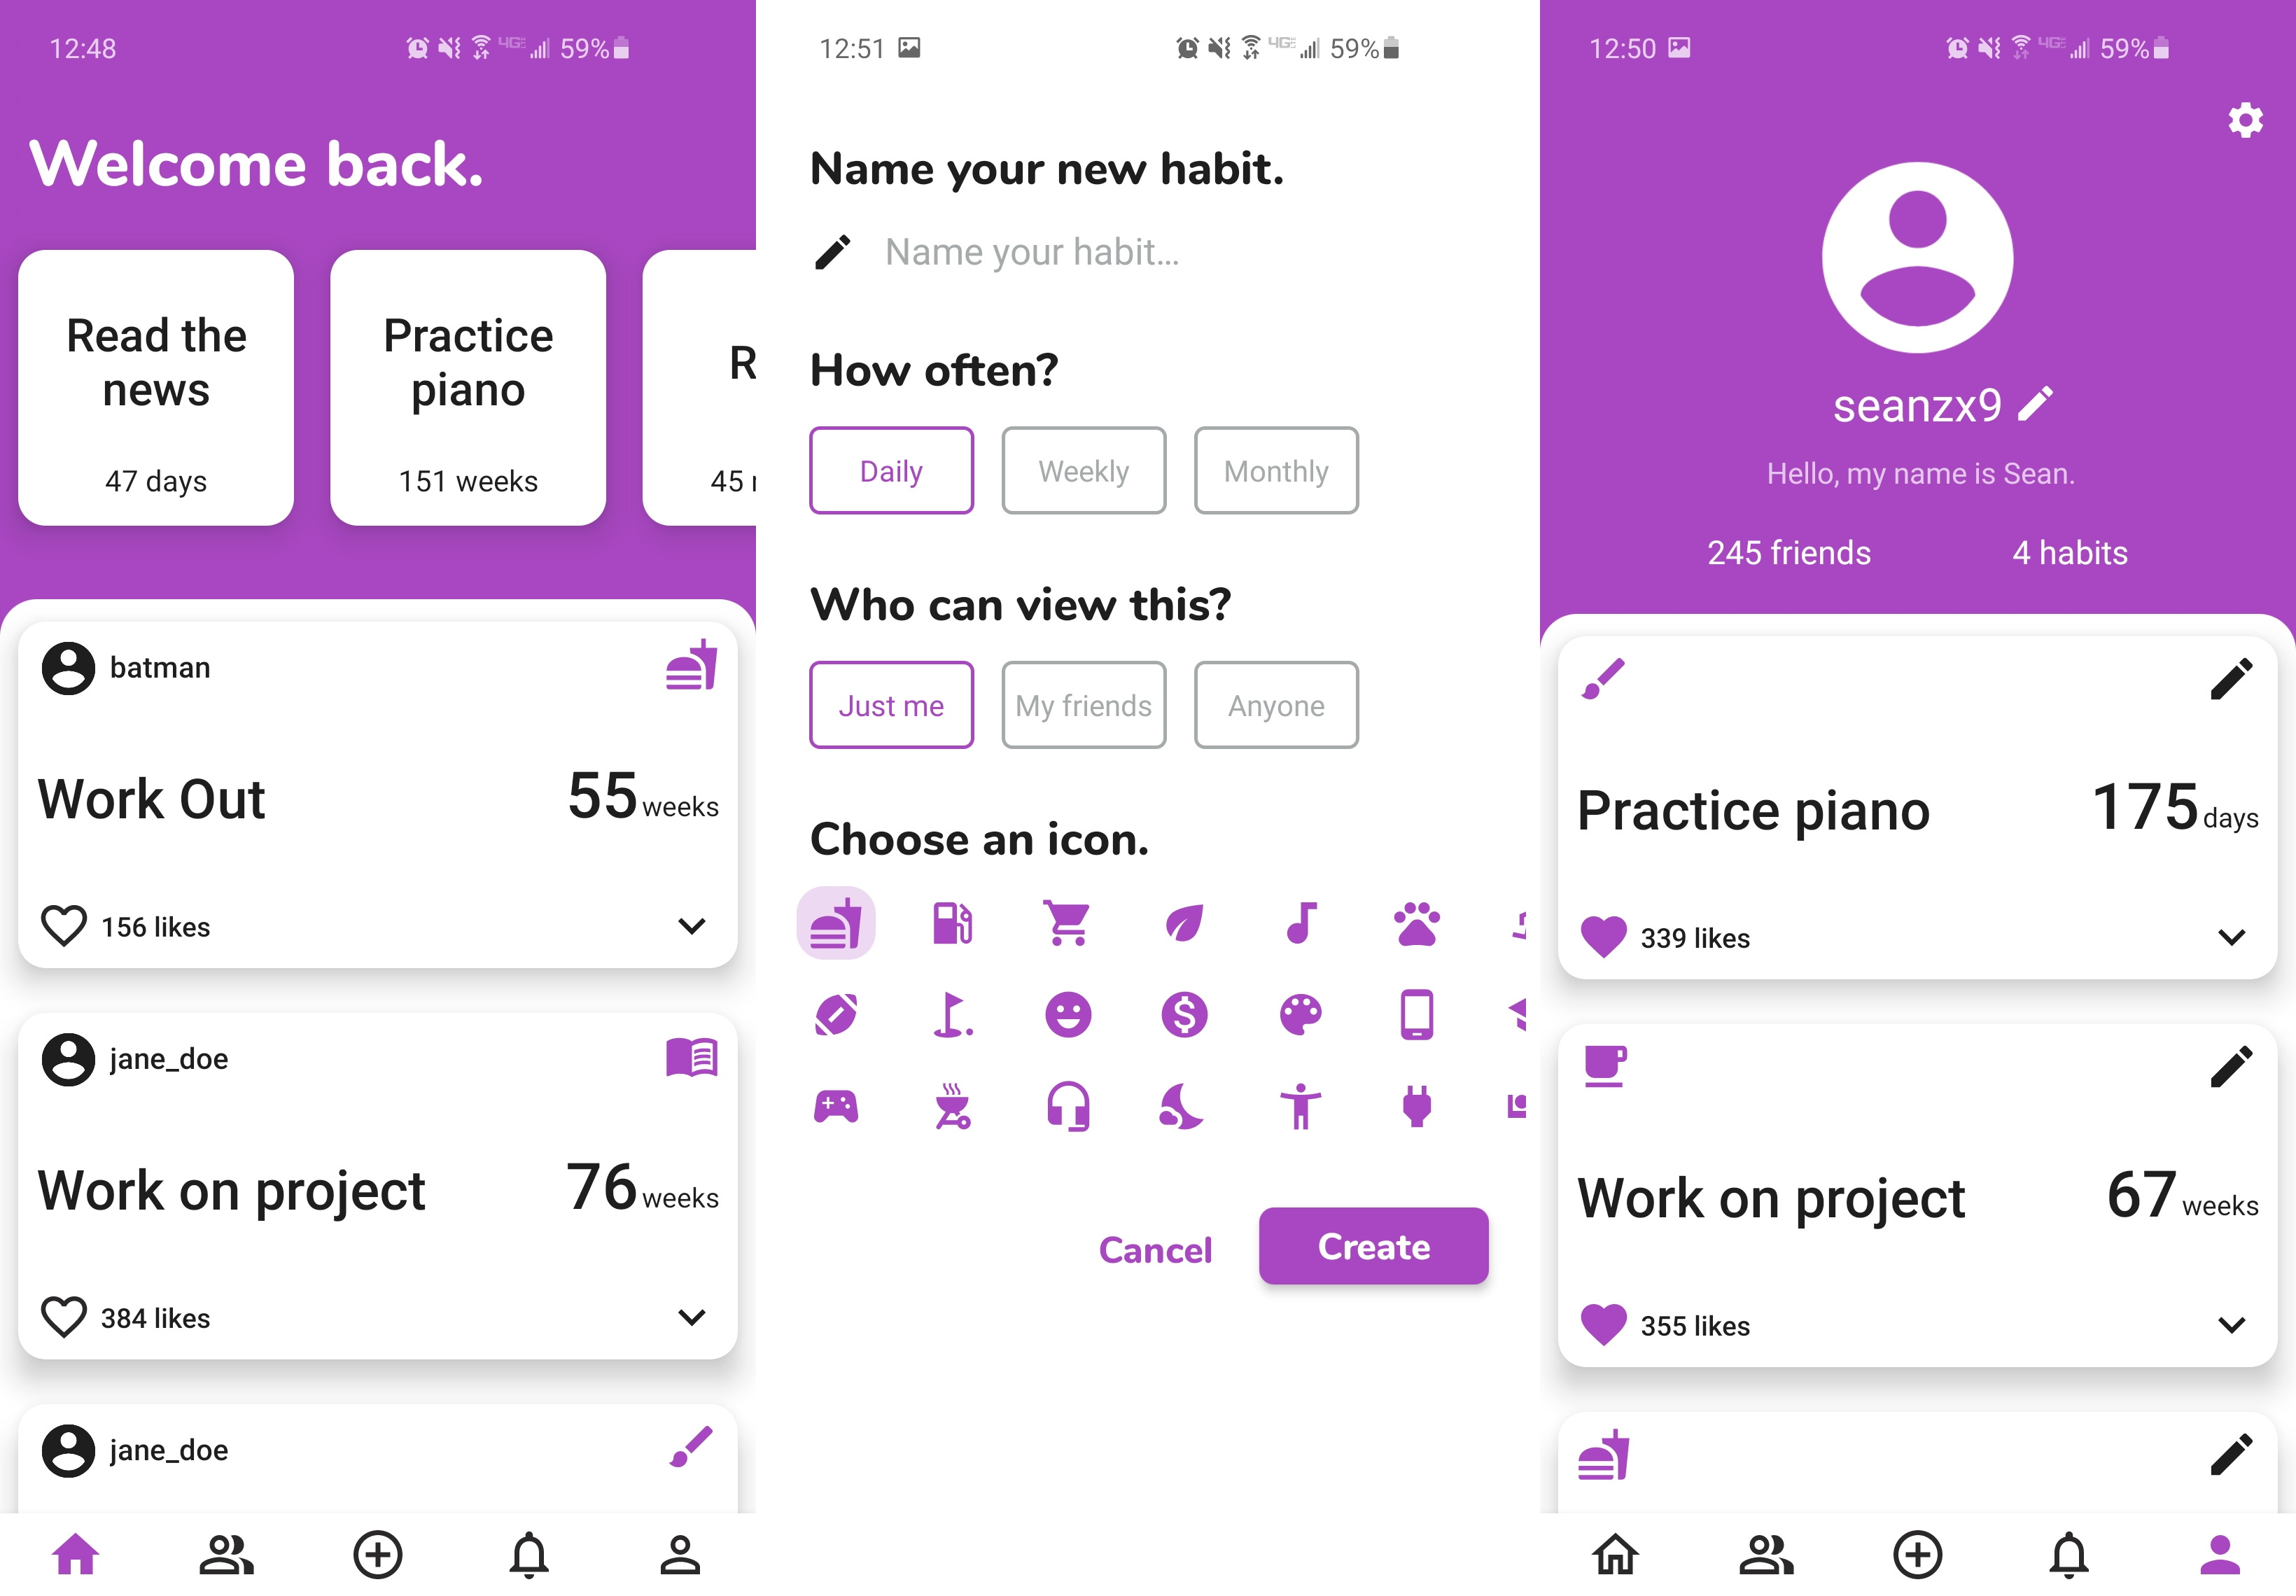 12:48
59%
Welcome back.
Read the
news
47 days
Practice
piano
151 weeks
R
45
batman
Work Out
55 weeks
156 likes
jane_doe
Work on project
76 weeks
384 likes
jane_doe
12:51
4G
59%
Name your new habit.
Name your habit...
How often?
Daily
Weekly
Monthly
Who can view this?
Just me
My friends
Anyone
Choose an icon.
Cancel
Create
12:50
59%
seanzx9
Hello, my name is Sean.
245 friends
4 habits
Practice piano
175 days
339 likes
Work on project
67 weeks
355 likes